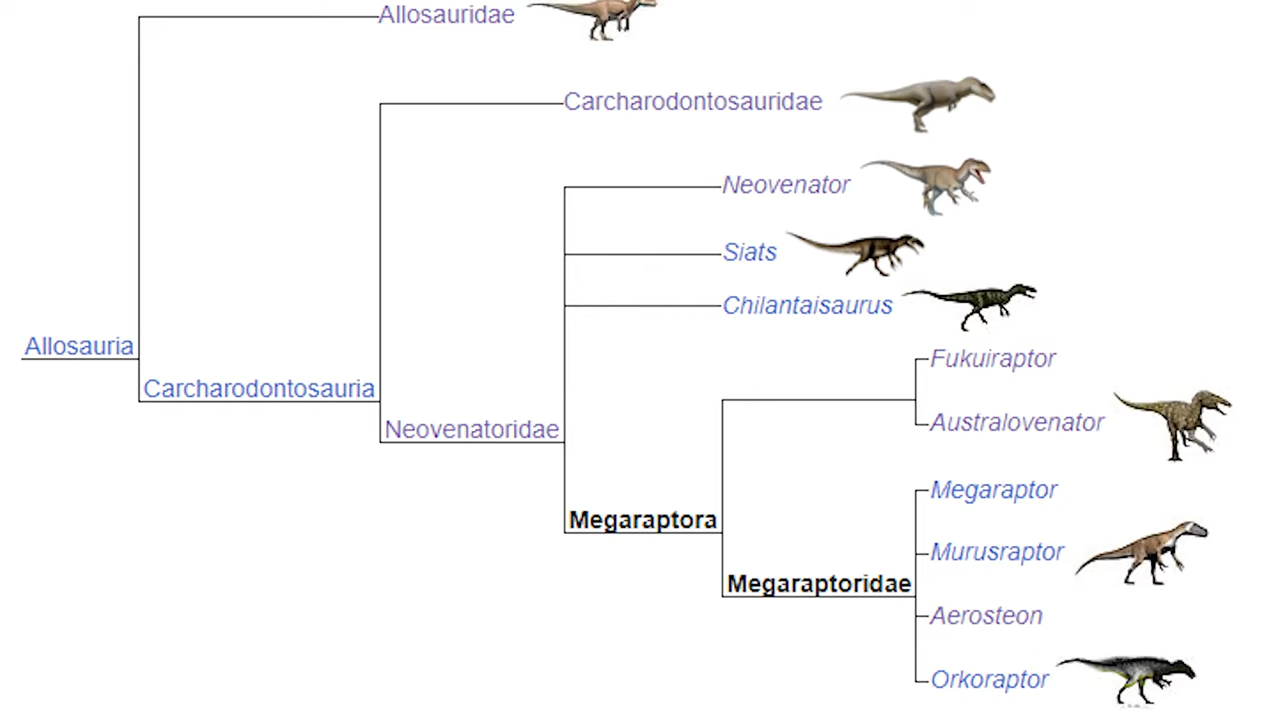 Allosauridae
Carcharodontosauridae
Neovenator
Siats
Chilantaisaurus
Allosauria
Fukuiraptor
Carcharodontosauria
Australovenator
Neovenatoridae
Megaraptor
Megaraptora
Murusraptor
Megaraptoridae
Aerosteon
Orkoraptor